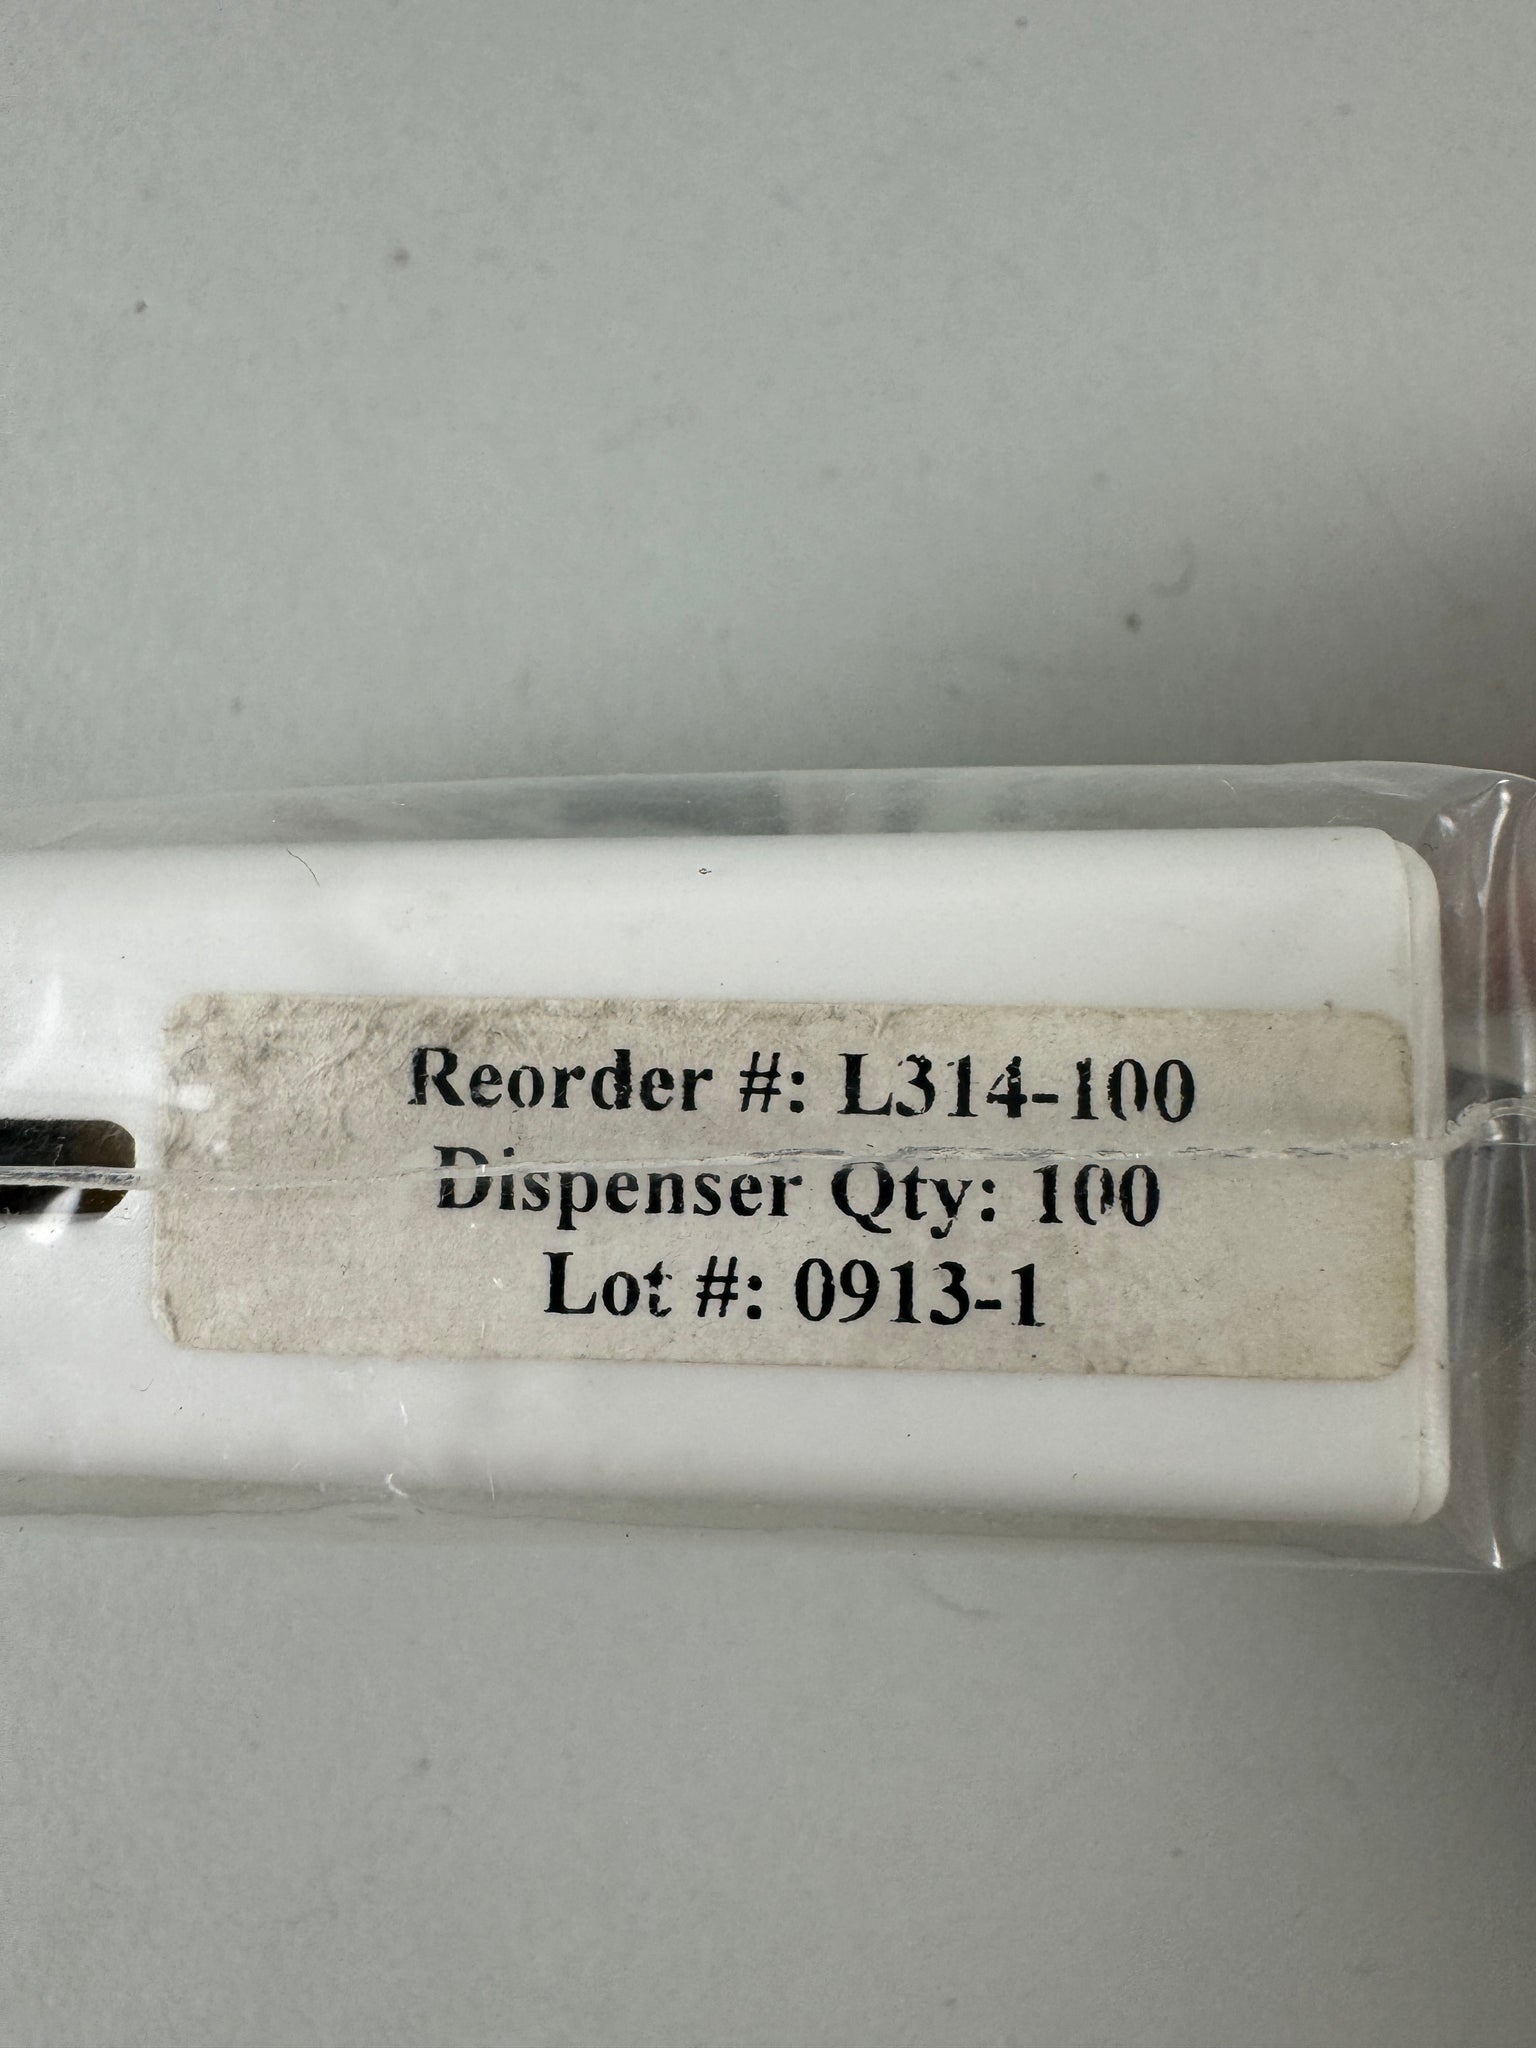 Reorder #: L314-100
Dispenser Qty: 100
Lot #: 0913-1